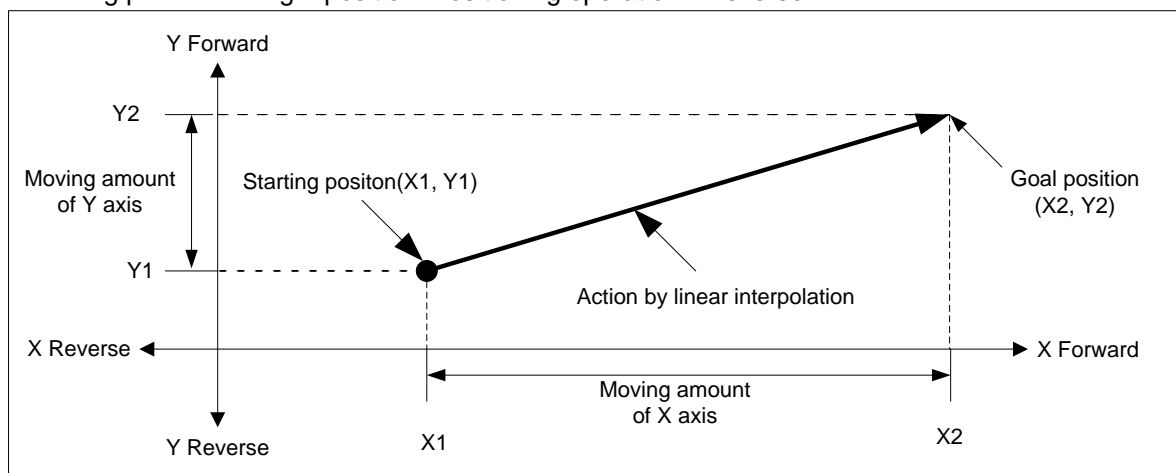 Y Forward
Y2
Moving amount
of Y axis
Starting positon(X1, Y1)
Goal position
(X2, Y2)
Y1
Action by linear interpolation
X Reverse
X Forward
Moving amount
of X axis
Y Reverse
X1
X2